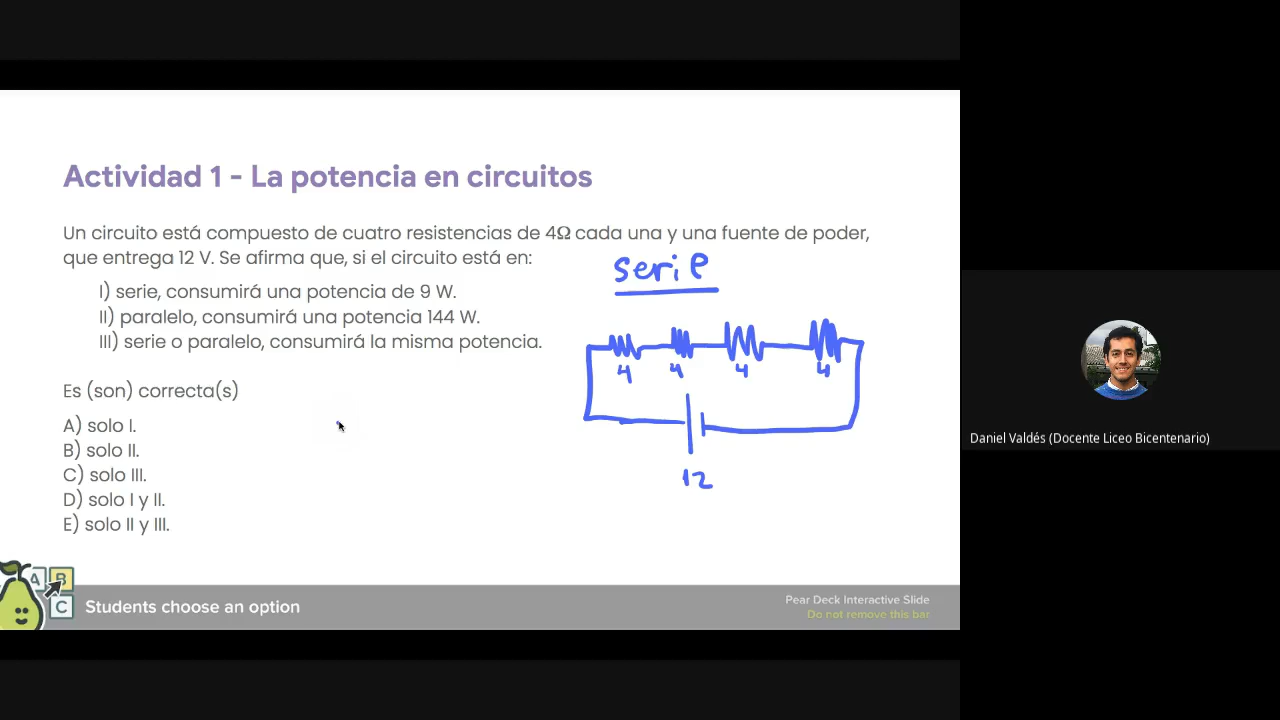 Actividad 1 - La potencia en circuitos
Un circuito está compuesto de cuatro resistencias de 4Ω cada una y una fuente de poder,
que entrega 12 V. Se afirma que, si el circuito está en:
I) serie, consumirá una potencia de 9 W.
II) paralelo, consumirá una potencia 144 W.
III) serie o paralelo, consumirá la misma potencia.
Es (son) correcta(s)
A) solo I.
B) solo II.
C) solo III.
D) solo I y II.
E) solo II y III.
serie
4 4 4 4
12
A B
C
Students choose an option
Pear Deck Interactive Slide
Do not remove this bar
Daniel Valdés (Docente Liceo Bicentenario)